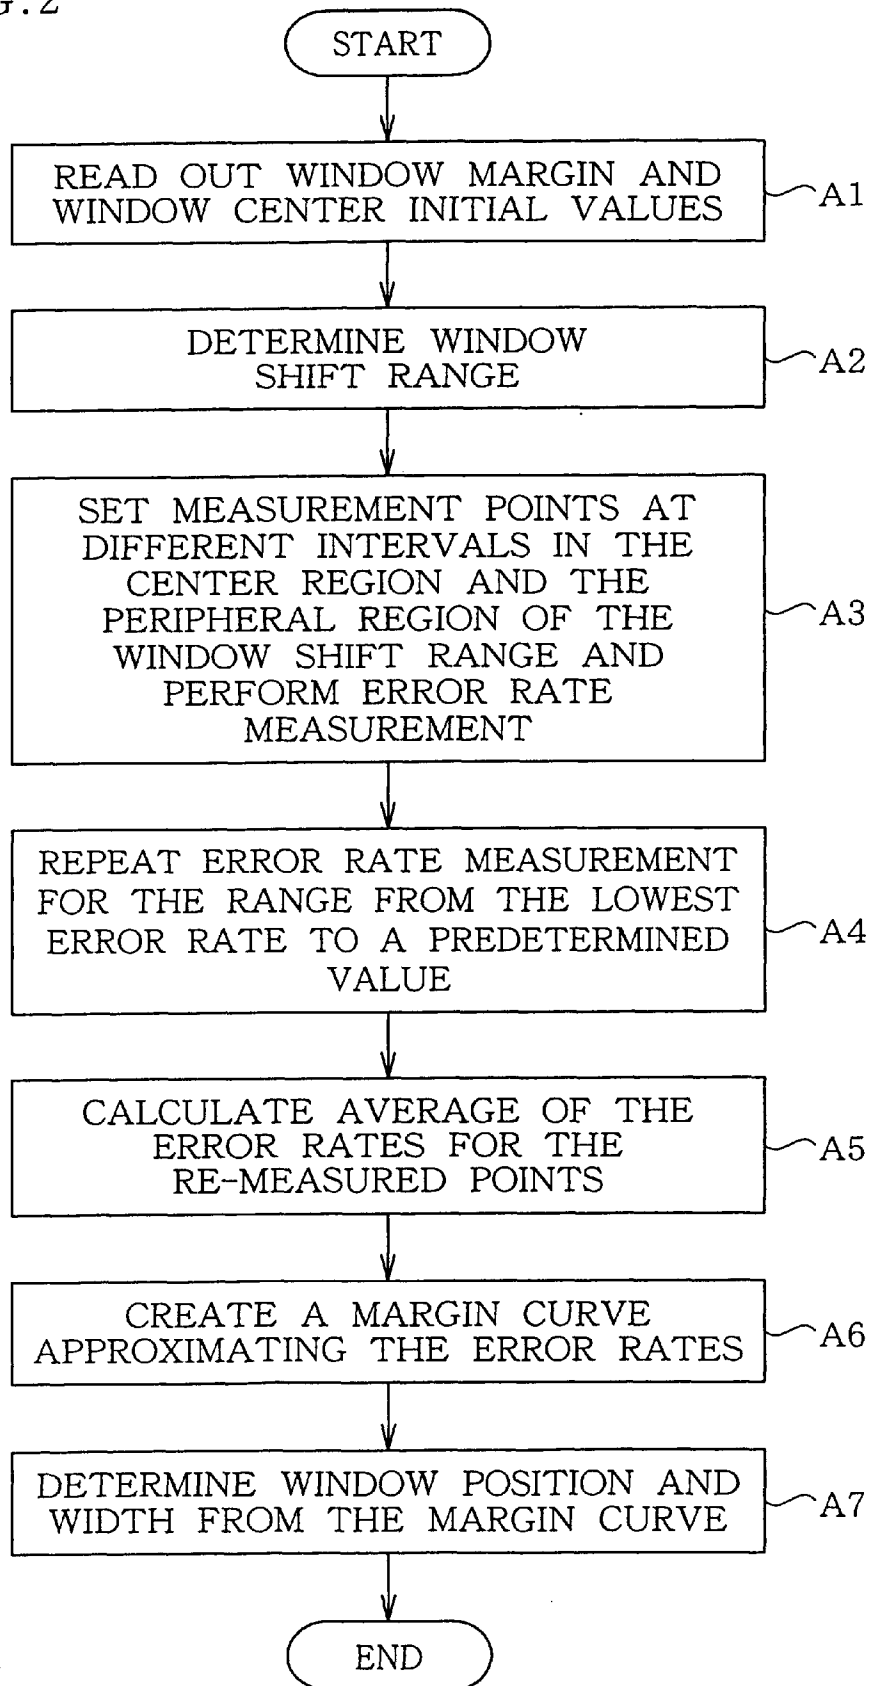 G.2
START
READ OUT WINDOW MARGIN AND
WINDOW CENTER INITIAL VALUES
A1
DETERMINE WINDOW
SHIFT RANGE
A2
SET MEASUREMENT POINTS AT
DIFFERENT INTERVALS IN THE
CENTER REGION AND THE
PERIPHERAL REGION OF THE
WINDOW SHIFT RANGE AND
PERFORM ERROR RATE
MEASUREMENT
A3
REPEAT ERROR RATE MEASUREMENT
FOR THE RANGE FROM THE LOWEST
ERROR RATE TO A PREDETERMINED
VALUE
A4
CALCULATE AVERAGE OF THE
ERROR RATES FOR THE
RE-MEASURED POINTS
A5
CREATE A MARGIN CURVE
APPROXIMATING THE ERROR RATES
A6
DETERMINE WINDOW POSITION AND
WIDTH FROM THE MARGIN CURVE
A7
END